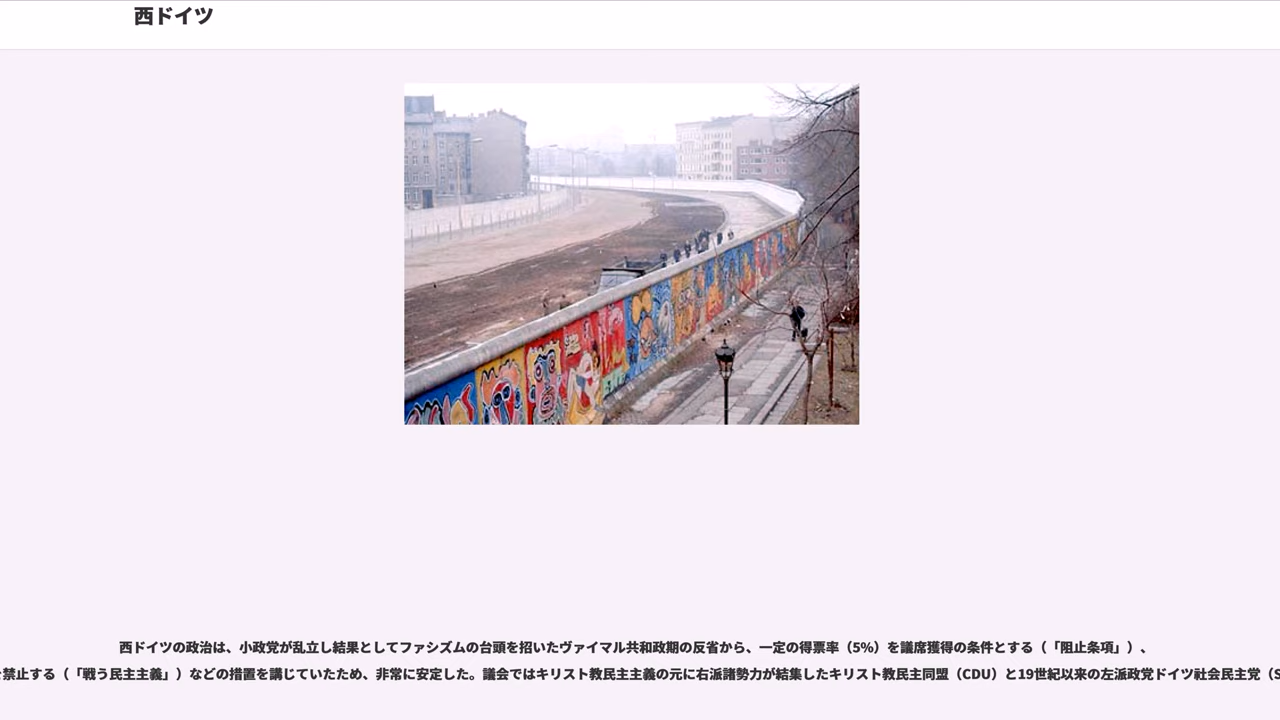 西ドイツ
西ドイツの政治は、小政党が乱立し結果としてファシズムの台頭を招いたヴァイマル共和政期の反省から、一定の得票率（5%）を議席獲得の条件とする（「阻止条項」）、
禁止する（「戦う民主主義」）などの措置を講じていたため、非常に安定した。議会ではキリスト教民主主義の元に右派諸勢力が結集したキリスト教民主同盟（CDU）と19世紀以来の左派政党ドイツ社会民主党（S